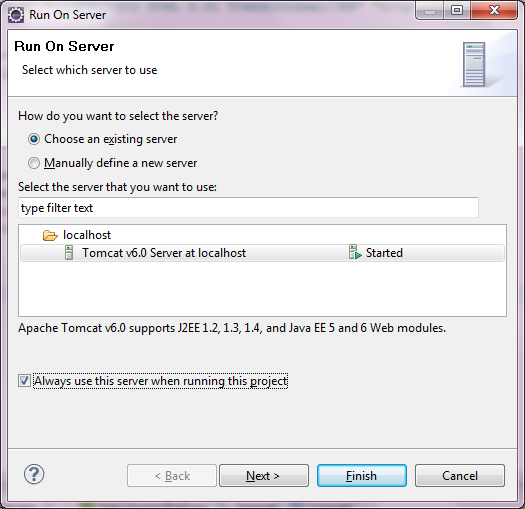 Run On Server
Run On Server
Select which server to use
How do you want to select the server?
Choose an existing server
Manually define a new server
Select the server that you want to use:
type filter text
localhost
Tomcat v6.0 Server at localhost Started
Apache Tomcat v6.0 supports J2EE 1.2, 1.3, 1.4, and Java EE 5 and 6 Web modules.
Always use this server when running this project
? < Back Next > Finish Cancel